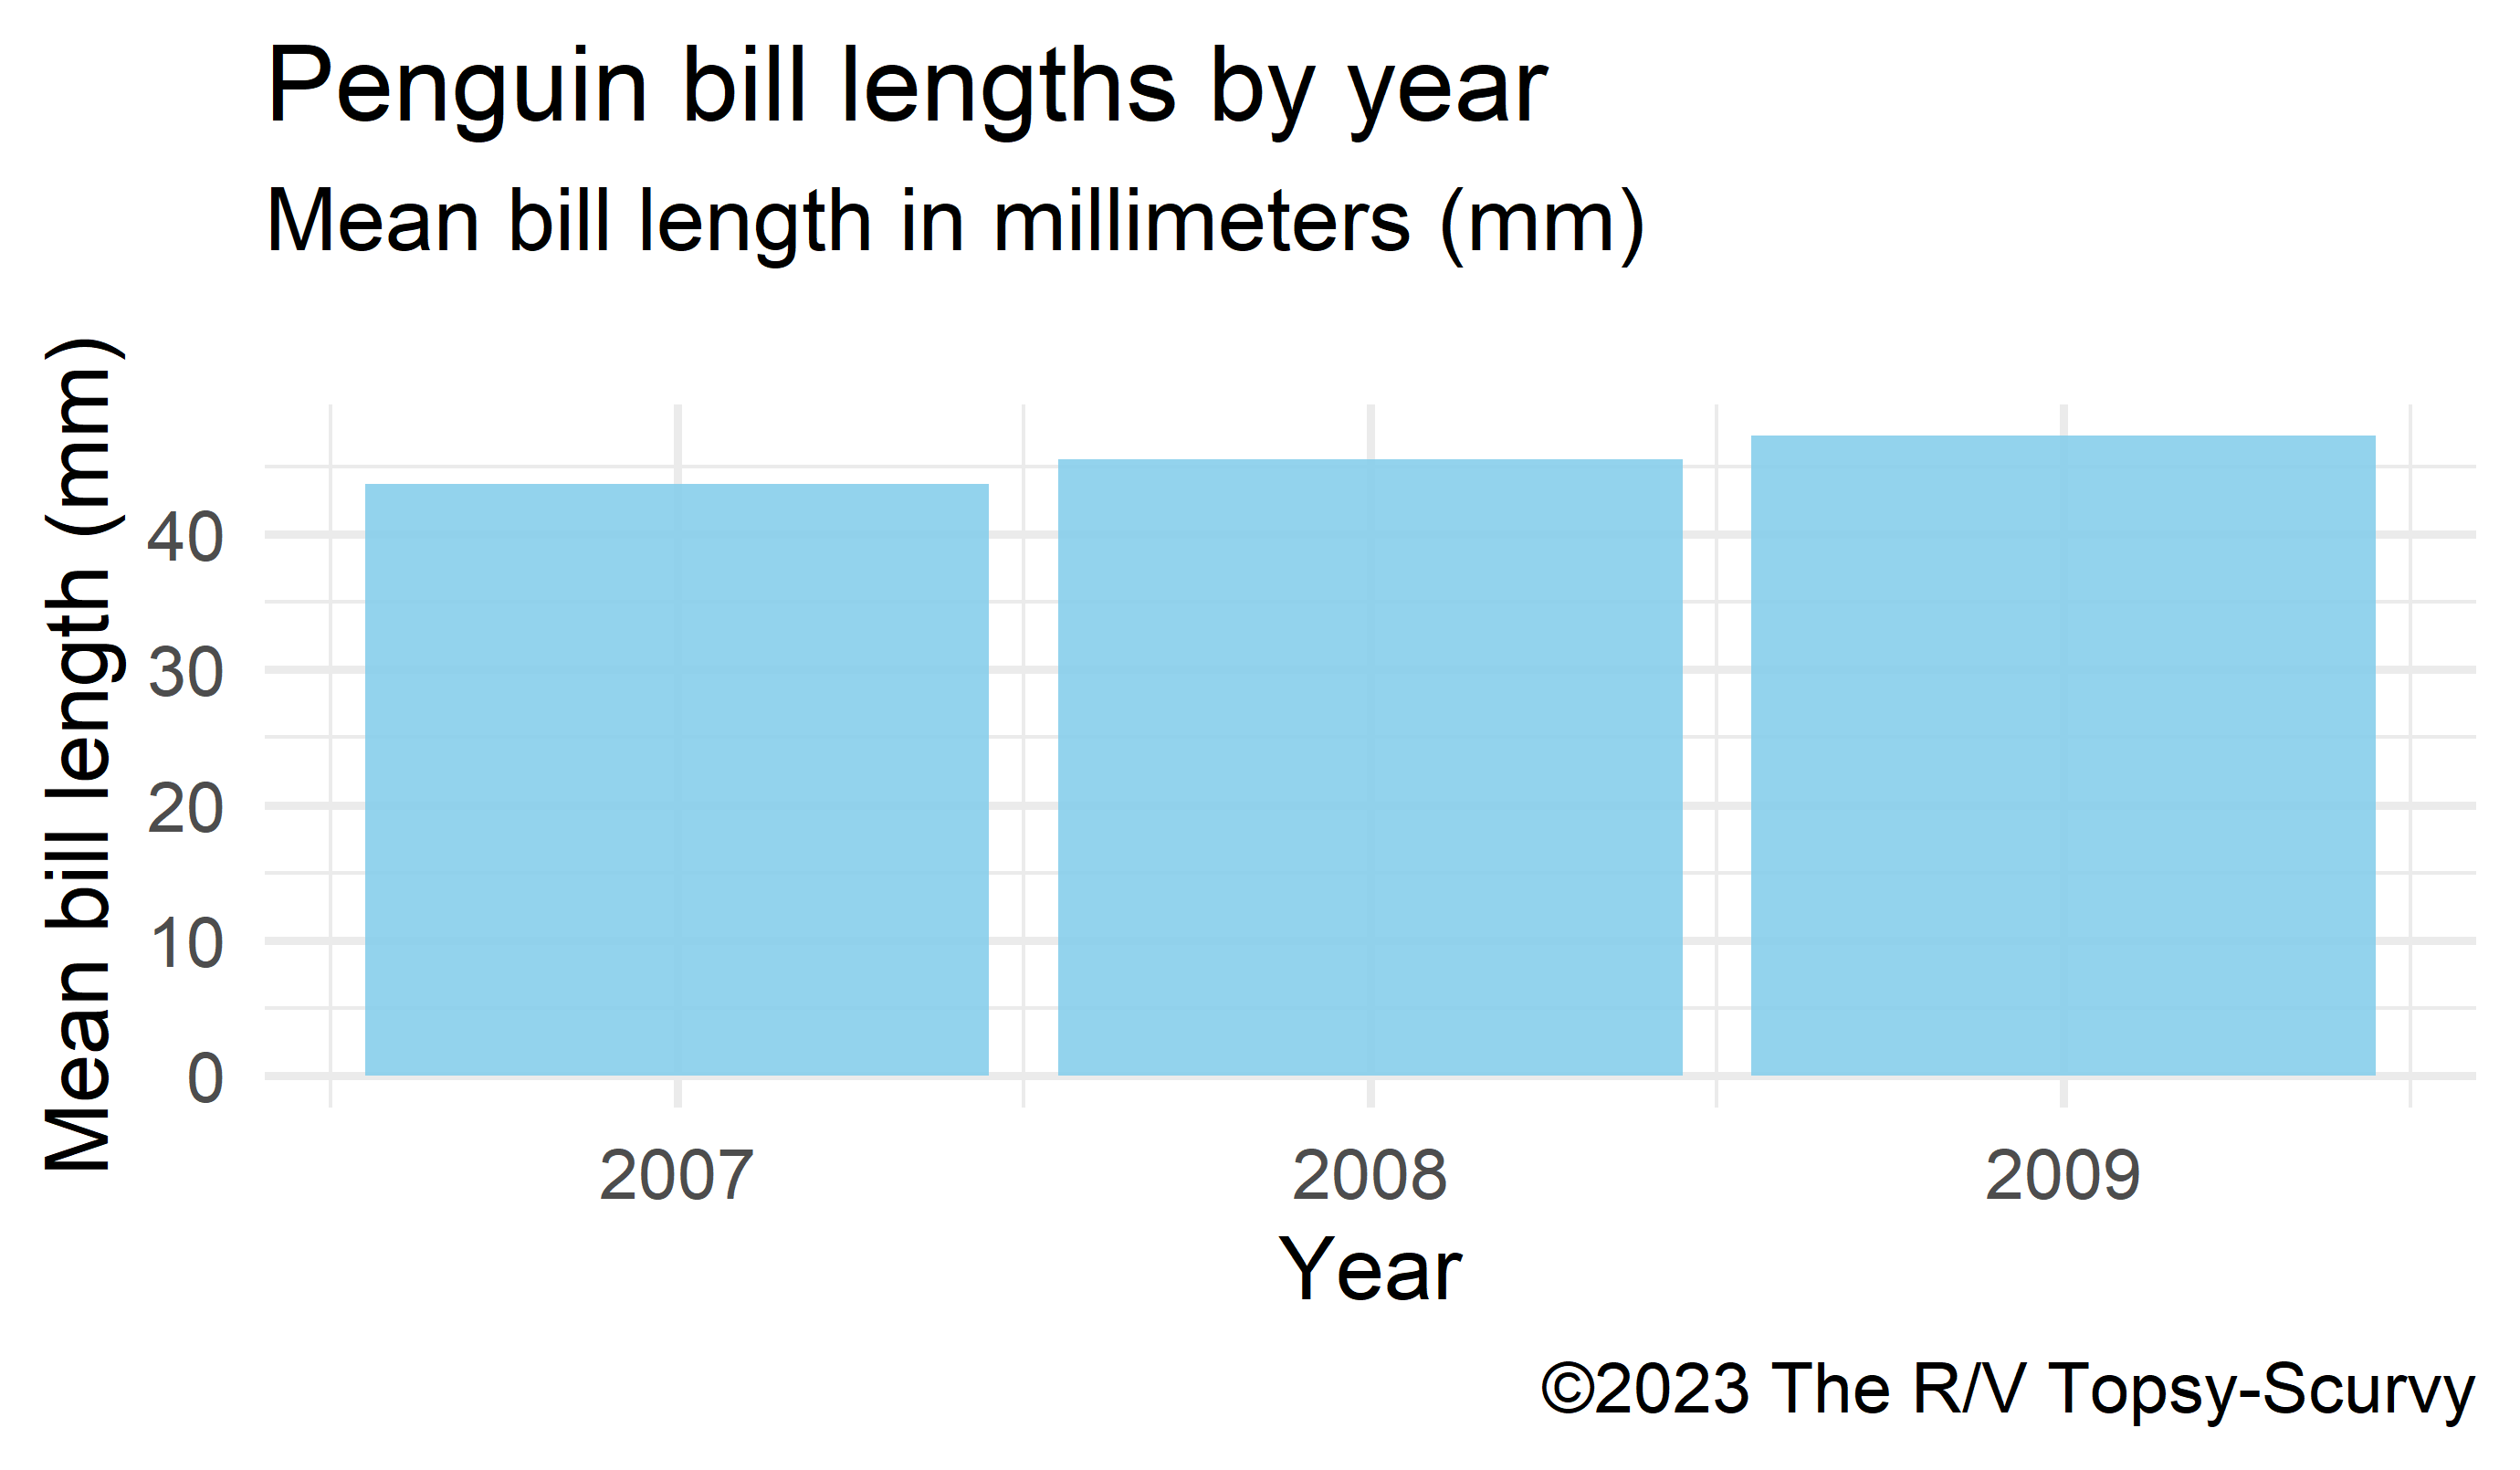 Penguin bill lengths by year
Mean bill length in millimeters (mm)
Mean bill length (mm)
40
30
20
10
0
2007
2008
2009
Year
©2023 The R/V Topsy-Scurvy